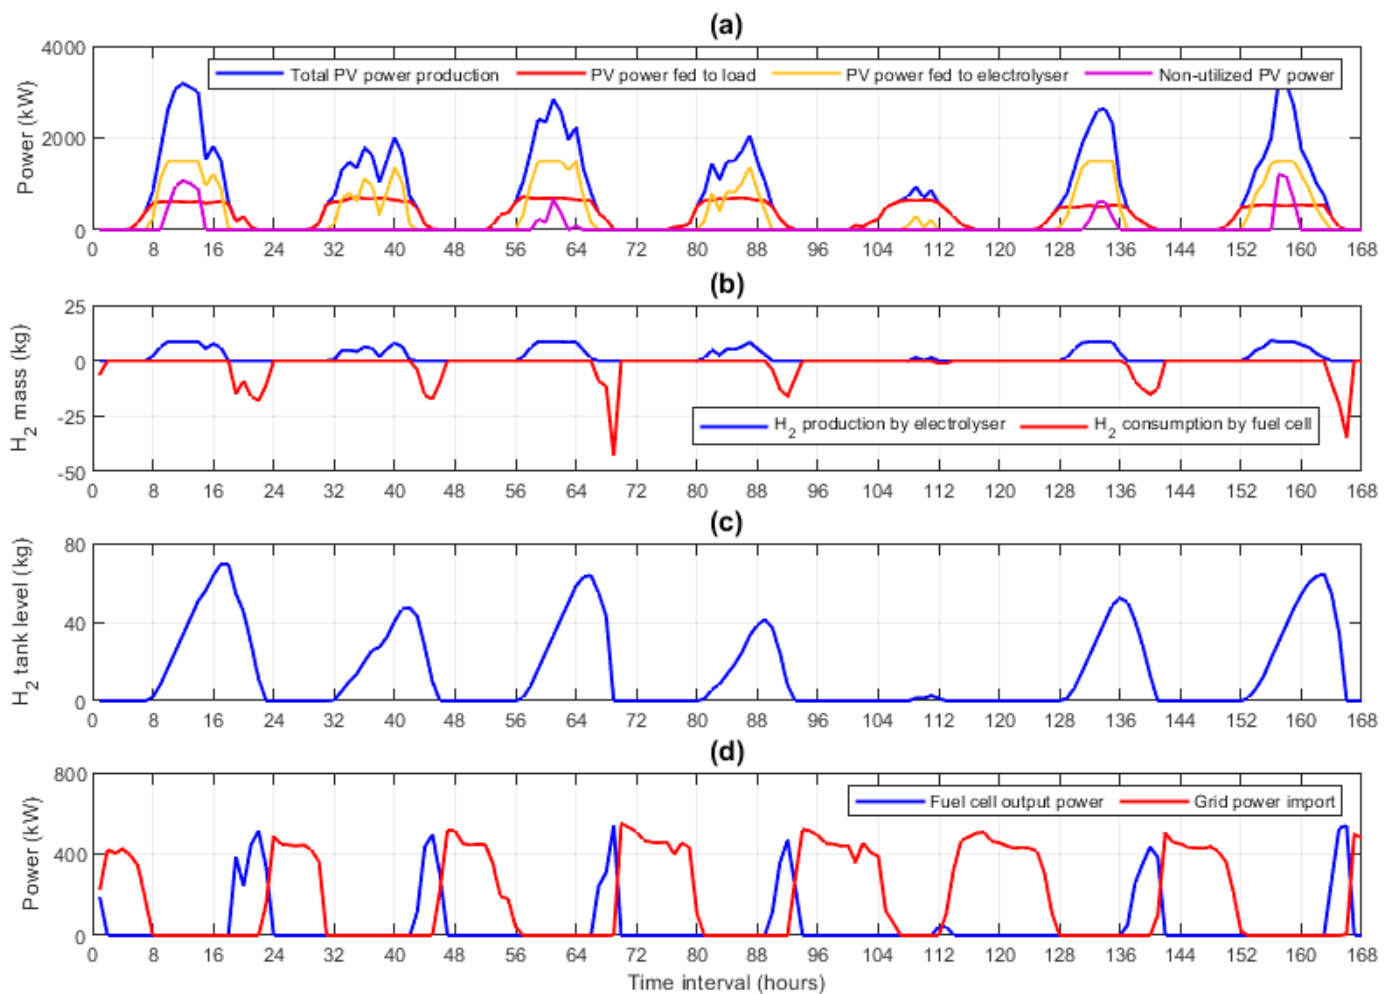 (a)
4000
2000
0
Power (kW)
Total PV power production
PV power fed to load
PV power fed to electrolyser
Non-utilized PV power
0 8 16 24 32 40 48 56 64 72 80 88 96 104 112 120 128 136 144 152 160 168
(b)
25
0
-25
-50
H2 mass (kg)
H2 production by electrolyser
H2 consumption by fuel cell
0 8 16 24 32 40 48 56 64 72 80 88 96 104 112 120 128 136 144 152 160 168
(c)
80
40
0
H2 tank level (kg)
0 8 16 24 32 40 48 56 64 72 80 88 96 104 112 120 128 136 144 152 160 168
(d)
800
400
0
Power (kW)
Fuel cell output power
Grid power import
0 8 16 24 32 40 48 56 64 72 80 88 96 104 112 120 128 136 144 152 160 168
Time interval (hours)